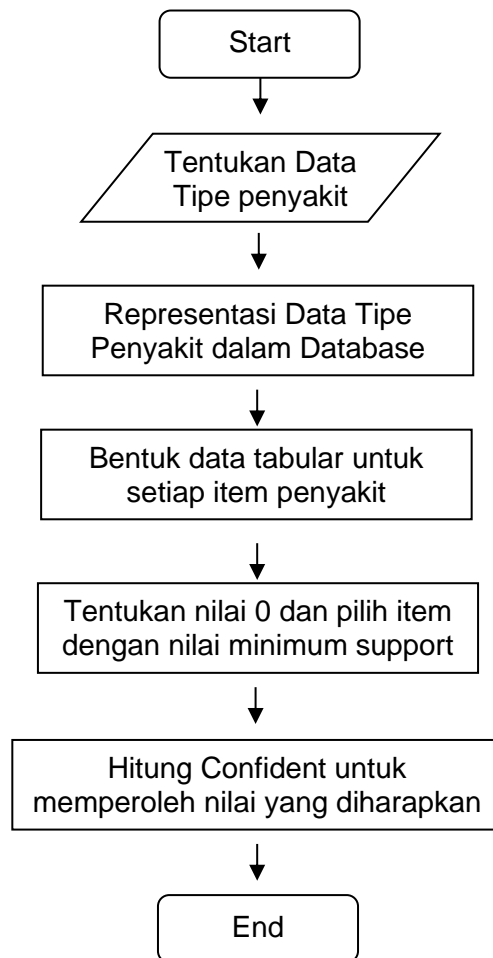 Start
Tentukan Data
Tipe penyakit
Representasi Data Tipe
Penyakit dalam Database
Bentuk data tabular untuk
setiap item penyakit
Tentukan nilai 0 dan pilih item
dengan nilai minimum support
Hitung Confident untuk
memperoleh nilai yang diharapkan
End